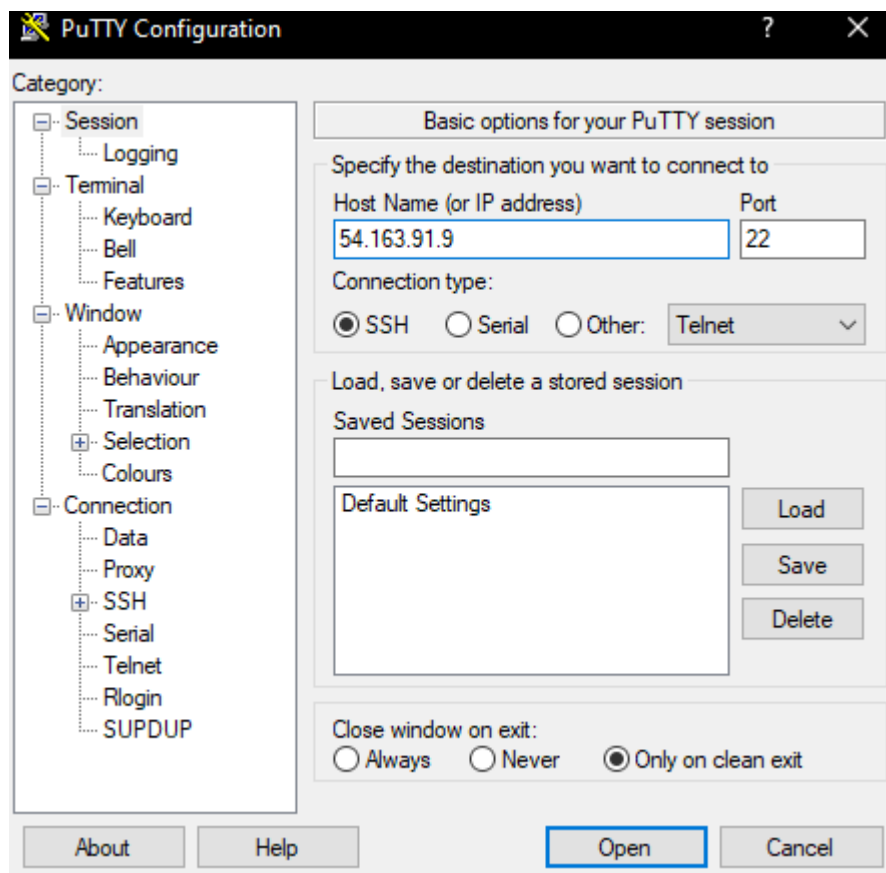 PuTTY Configuration
?
Category:
Session
Logging
Terminal
Keyboard
Bell
Features
Window
Appearance
Behaviour
Translation
Selection
Colours
Connection
Data
Proxy
SSH
Serial
Telnet
Rlogin
SUPDUP
Basic options for your PuTTY session
Specify the destination you want to connect to
Host Name (or IP address) Port
54.163.91.9 22
Connection type:
SSH Serial Other: Telnet
Load, save or delete a stored session
Saved Sessions
Default Settings
Load
Save
Delete
Close window on exit:
Always Never Only on clean exit
About Help Open Cancel